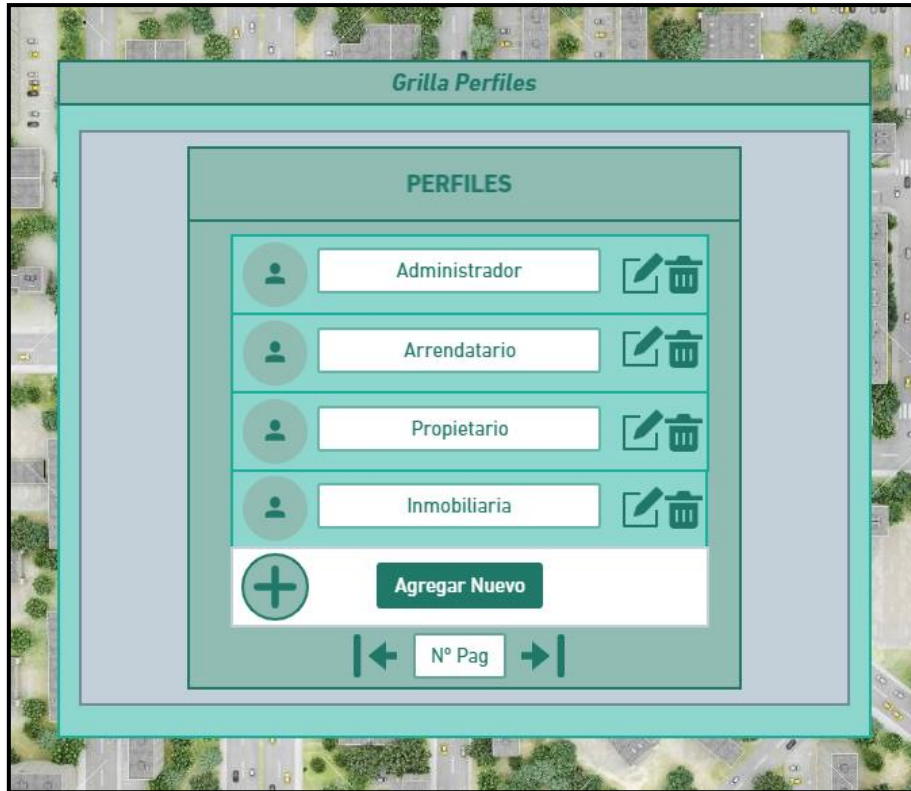 Grilla Perfiles
PERFILES
Administrador
Arrendatario
Propietario
Inmobiliaria
Agregar Nuevo
N° Pag